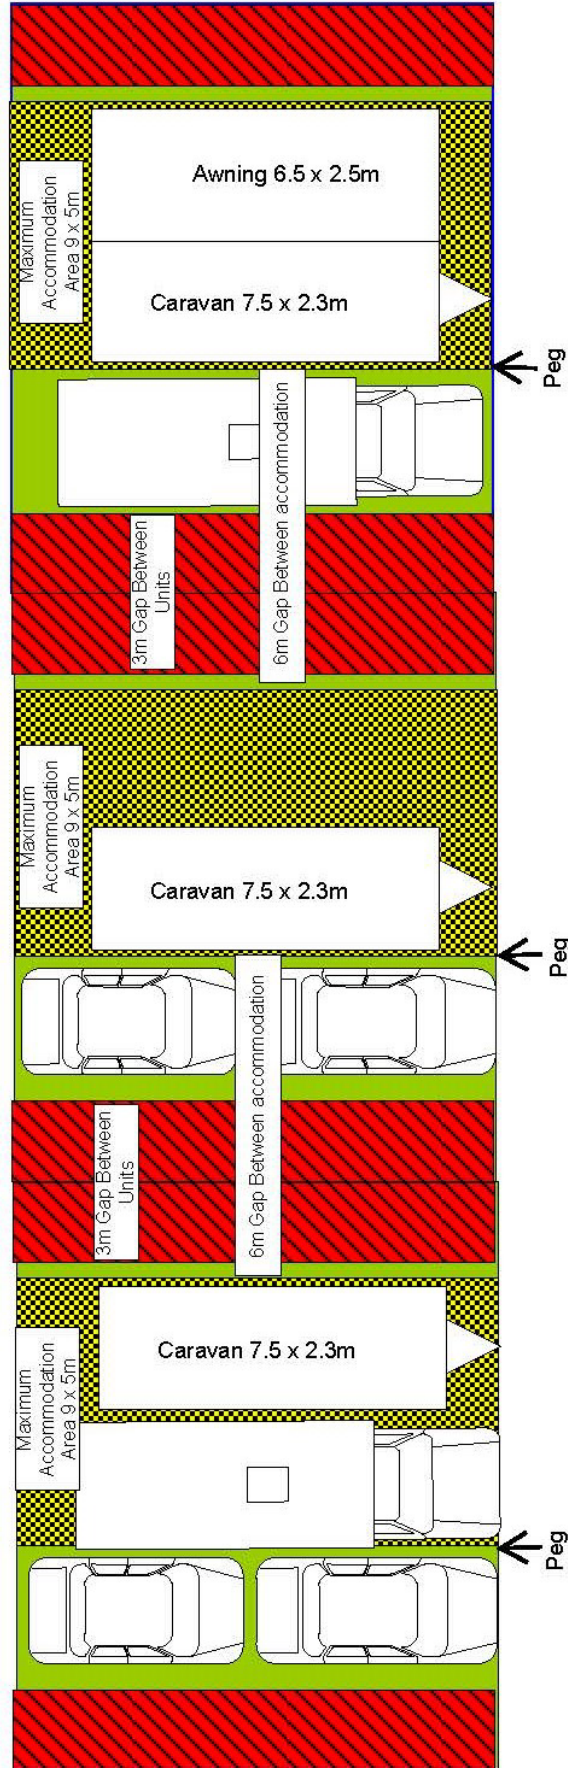 Awning 6.5 x 2.5m
Maximum
Accommodation
Area 9 x 5m
Caravan 7.5 x 2.3m
Peg
3m Gap Between
Units
6m Gap Between accommodation
Maximum
Accommodation
Area 9 x 5m
Caravan 7.5 x 2.3m
Peg
3m Gap Between
Units
6m Gap Between accommodation
Maximum
Accommodation
Area 9 x 5m
Caravan 7.5 x 2.3m
Peg